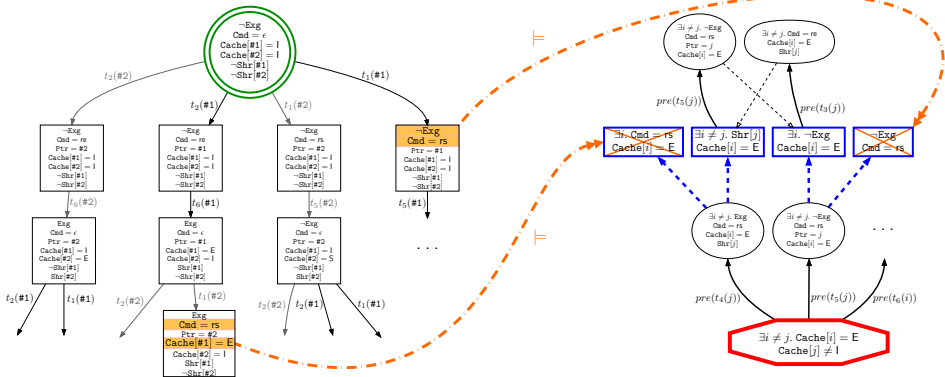 ¬Exg
Cmd = ϵ
Cache[#1] = I
Cache[#2] = I
¬Shr[#1]
¬Shr[#2]
t₂(#2)
t₂(#1)
t₁(#2)
t₁(#1)
¬Exg
Cmd = re
Ptr = #2
Cache[#1] = I
Cache[#2] = I
¬Shr[#1]
¬Shr[#2]
¬Exg
Cmd = re
Ptr = #1
Cache[#1] = I
Cache[#2] = I
¬Shr[#1]
¬Shr[#2]
¬Exg
Cmd = rs
Ptr = #2
Cache[#1] = I
Cache[#2] = I
¬Shr[#1]
¬Shr[#2]
¬Exg
Cmd = rs
Ptr = #1
Cache[#1] = I
Cache[#2] = I
¬Shr[#1]
¬Shr[#2]
t₆(#2)
t₆(#1)
t₅(#2)
t₅(#1)
Exg
Cmd = ϵ
Ptr = #2
Cache[#1] = I
Cache[#2] = E
¬Shr[#1]
Shr[#2]
Exg
Cmd = ϵ
Ptr = #1
Cache[#1] = E
Cache[#2] = I
Shr[#1]
¬Shr[#2]
¬Exg
Cmd = ϵ
Ptr = #2
Cache[#1] = I
Cache[#2] = S
¬Shr[#1]
Shr[#2]
. . .
t₂(#1)
t₁(#1)
t₂(#2)
t₁(#2)
t₂(#2)
t₂(#1)
t₁(#1)
Exg
Cmd = rs
Ptr = #2
Cache[#1] = E
Cache[#2] = I
Shr[#1]
¬Shr[#2]
⊨
⊨
∃i ≠ j. ¬Exg
Cmd = rs
Ptr = j
Cache[i] = E
∃i ≠ j. Cmd = re
Cache[i] = E
Shr[j]
pre(t₅(j))
pre(t₃(j))
∃i. Cmd = rs
Cache[i] = E
∃i ≠ j. Shr[j]
Cache[i] = E
∃i. ¬Exg
Cache[i] = E
¬Exg
Cmd = rs
∃i ≠ j. Exg
Cmd = rs
Cache[i] = E
Shr[j]
∃i ≠ j. ¬Exg
Cmd = rs
Ptr = j
Cache[i] = E
. . .
pre(t₄(j))
pre(t₅(j))
pre(t₆(i))
∃i ≠ j. Cache[i] = E
Cache[j] ≠ I